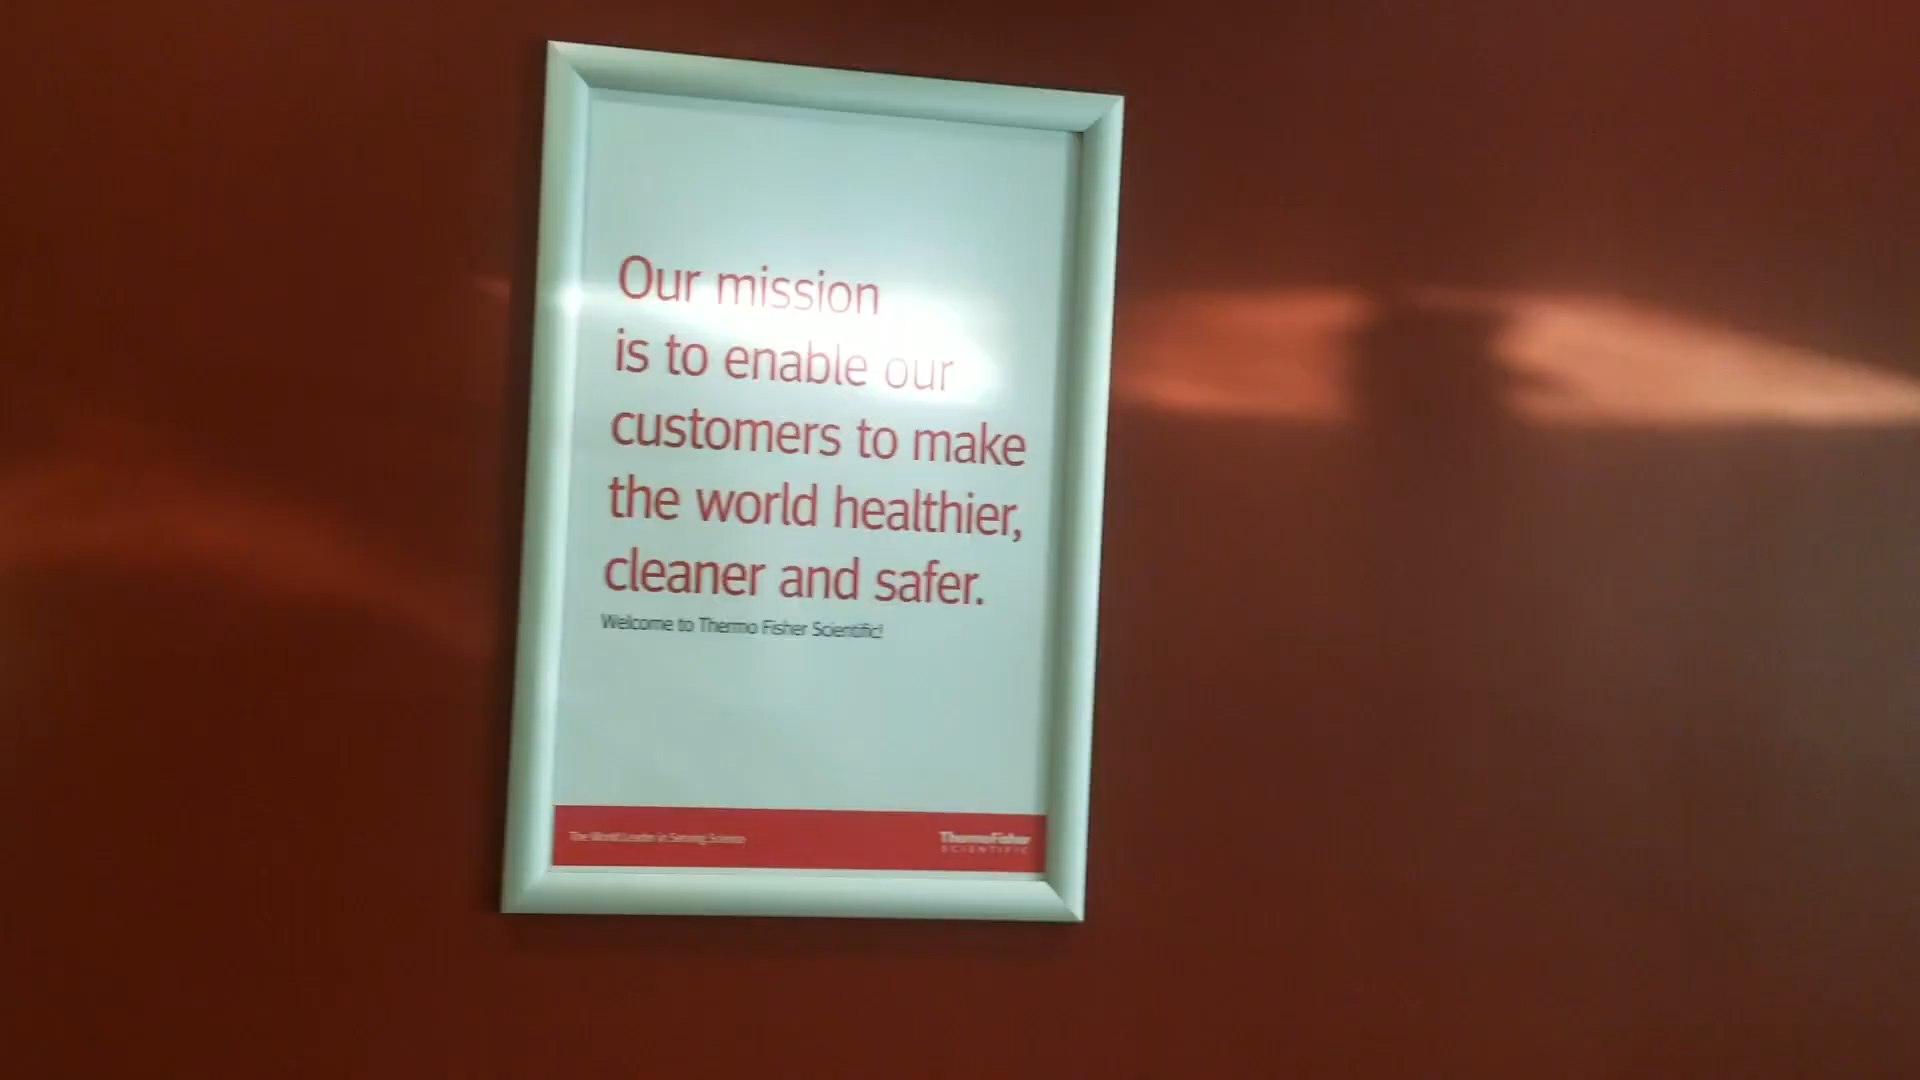 Our mission
is to enable our
customers to make
the world healthier,
cleaner and safer.
Welcome to Thermo Fisher Scientific!
The World Leader in Serving Science
ThermoFisher
SCIENTIFIC